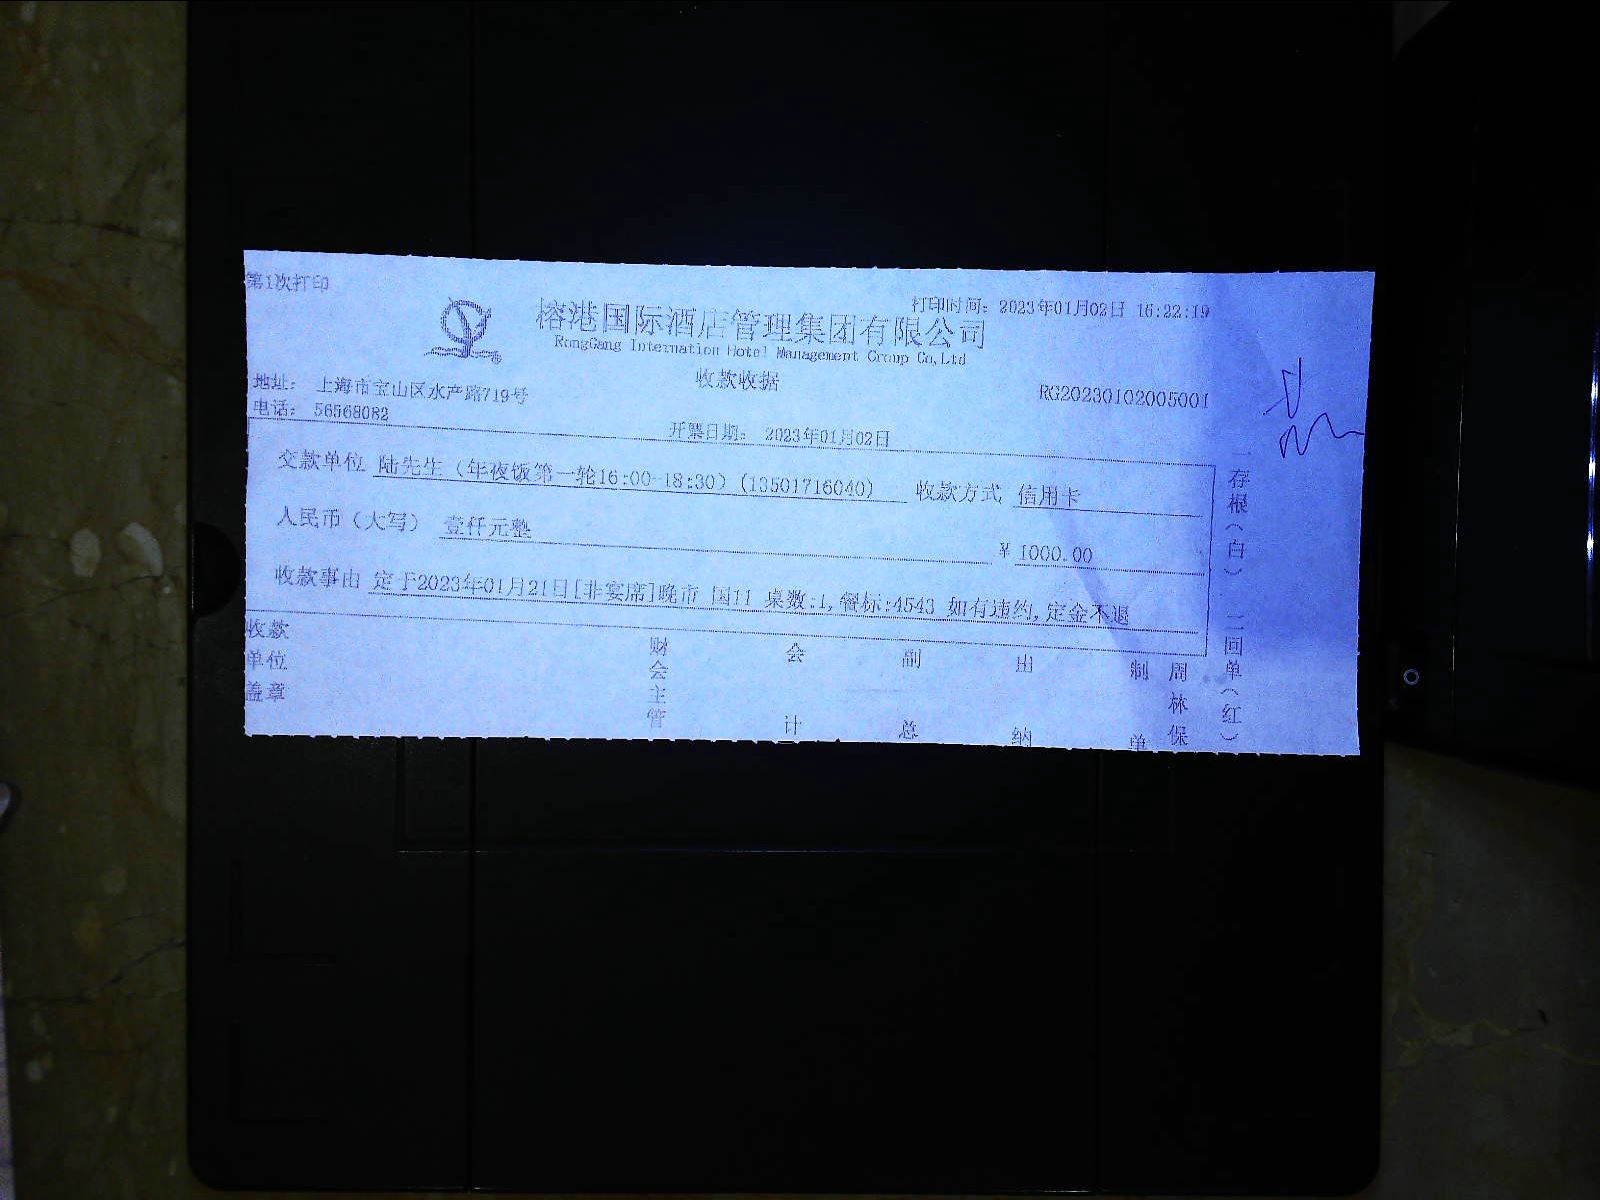 第1次打印
打印时间: 2023年01月02日 16:22:19
榕港国际酒店管理集团有限公司
RongGang Internation Hotel Management Group Co,Ltd
收款收据
地址: 上海市宝山区水产路719号
RG20230102005001
电话: 56568082
开票日期: 2023年01月02日
交款单位 陆先生（年夜饭第一轮16:00-18:30）(13501716040) 收款方式 信用卡
人民币（大写） 壹仟元整 ¥ 1000.00
收款事由 定于2023年01月21日[非宴席]晚市 国11 桌数:1,餐标:4543 如有违约,定金不退
收款单位盖章
财会主管
会计
副总
出纳
制单
周林保
一存根（白） 二回单（红）